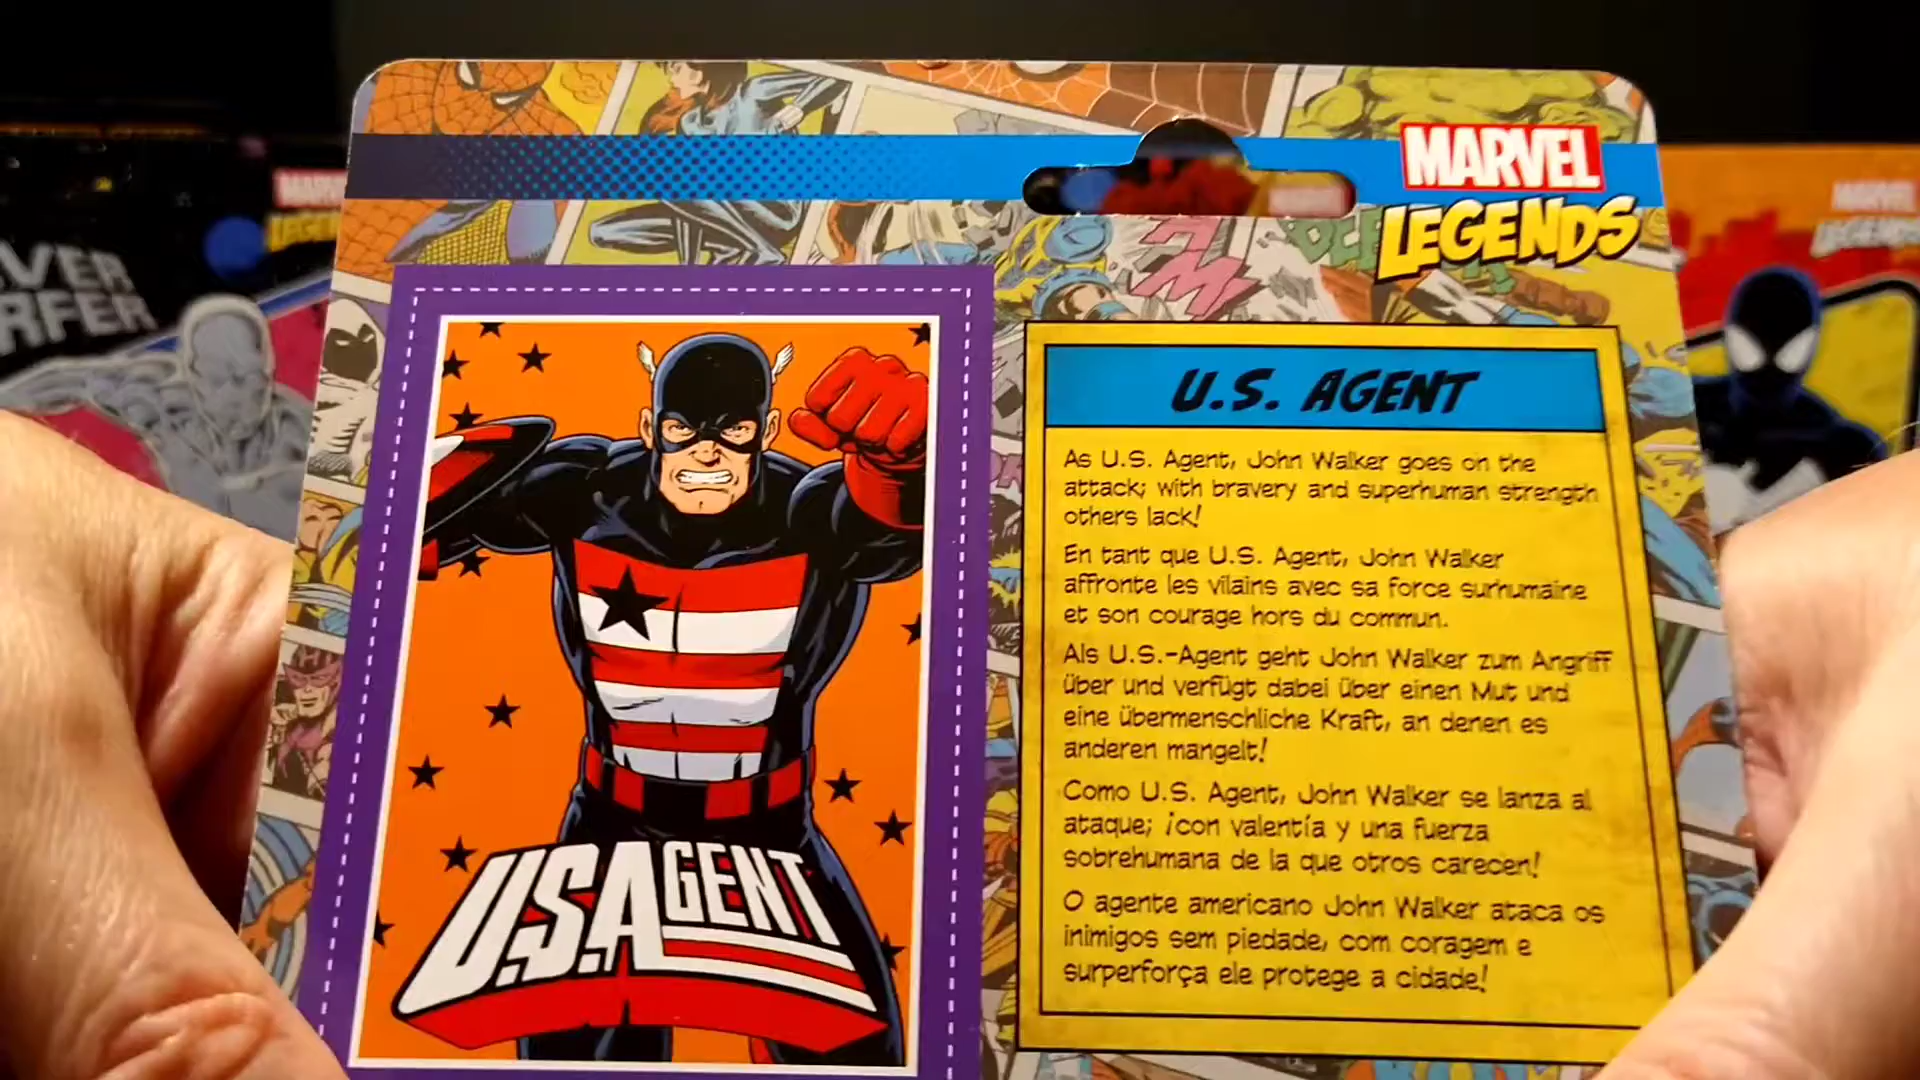 MARVEL
LEGENDS
U.S.AGENT
U.S. AGENT
As U.S. Agent, John Walker goes on the
attack; with bravery and superhuman strength
others lack!
En tant que U.S. Agent, John Walker
affronte les vilains avec sa force surhumaine
et son courage hors du commun.
Als U.S.-Agent geht John Walker zum Angriff
über und verfügt dabei über einen Mut und
eine übermenschliche Kraft, an denen es
anderen mangelt!
Como U.S. Agent, John Walker se lanza al
ataque; ¡con valentía y una fuerza
sobrehumana de la que otros carecen!
O agente americano John Walker ataca os
inimigos sem piedade, com coragem e
surperforça ele protege a cidade!
VER
RFER
MARVEL
LEGENDS